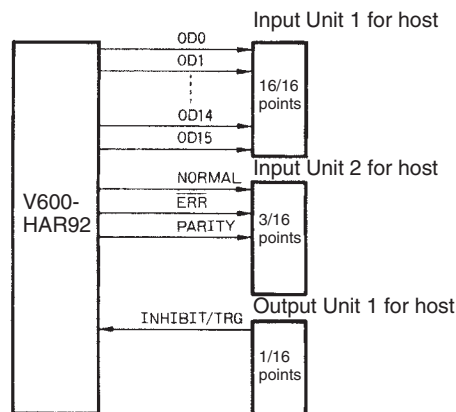 Input Unit 1 for host
OD0
OD1
16/16
points
OD14
OD15
Input Unit 2 for host
NORMAL
V600-
HAR92
ERR
3/16
points
PARITY
Output Unit 1 for host
INHIBIT/TRG
1/16
points